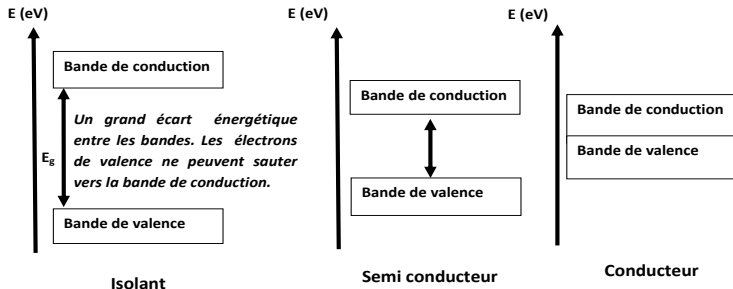 E (eV)
Bande de conduction
Un grand écart énergétique
entre les bandes. Les électrons
de valence ne peuvent sauter
vers la bande de conduction.
Eg
Bande de valence
Isolant
E (eV)
Bande de conduction
Bande de valence
Semi conducteur
E (eV)
Bande de conduction
Bande de valence
Conducteur